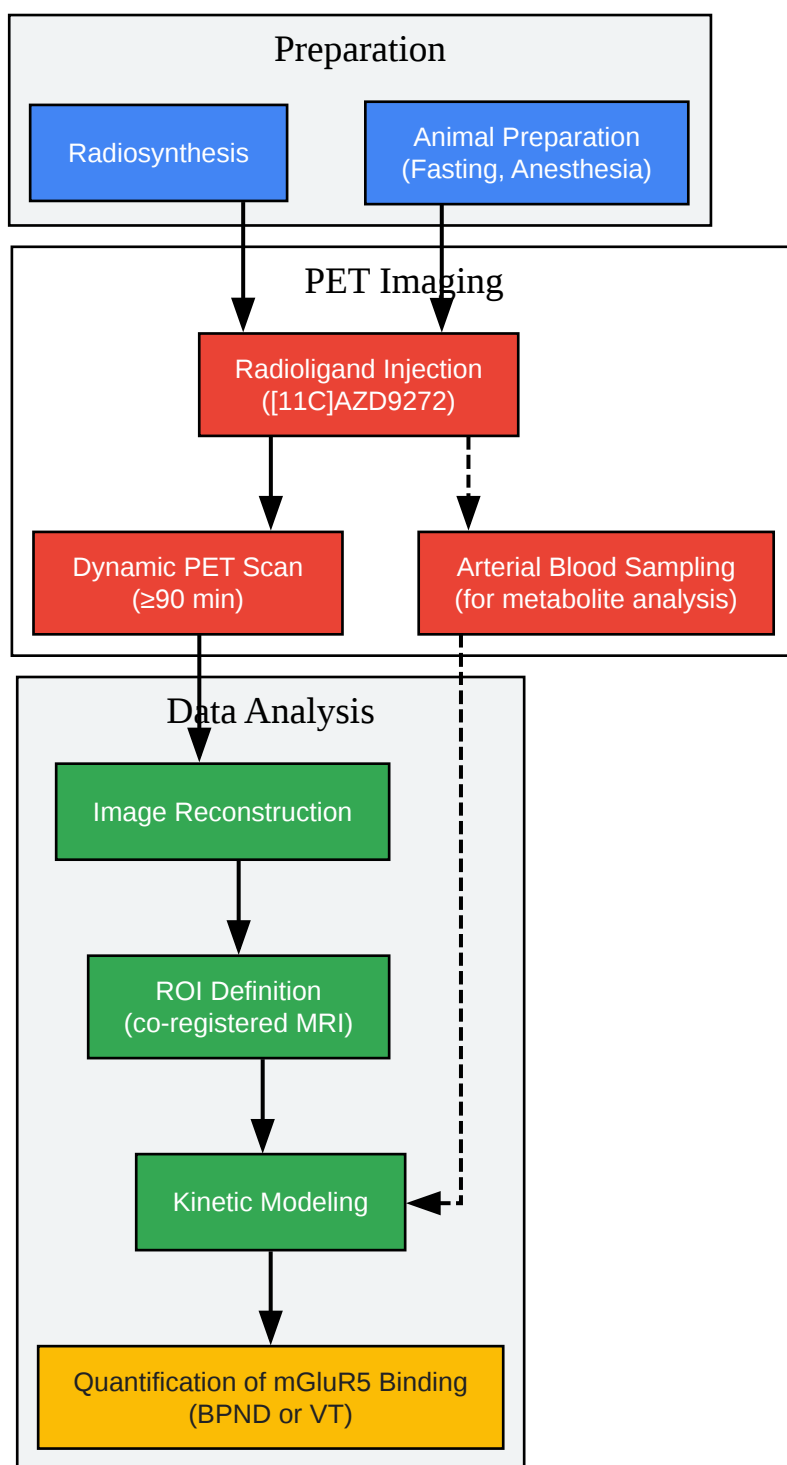 Preparation
Radiosynthesis
Animal Preparation
(Fasting, Anesthesia)
PET Imaging
Radioligand Injection
([11C]AZD9272)
Dynamic PET Scan
(≥90 min)
Arterial Blood Sampling
(for metabolite analysis)
Data Analysis
Image Reconstruction
ROI Definition
(co-registered MRI)
Kinetic Modeling
Quantification of mGluR5 Binding
(BPND or VT)